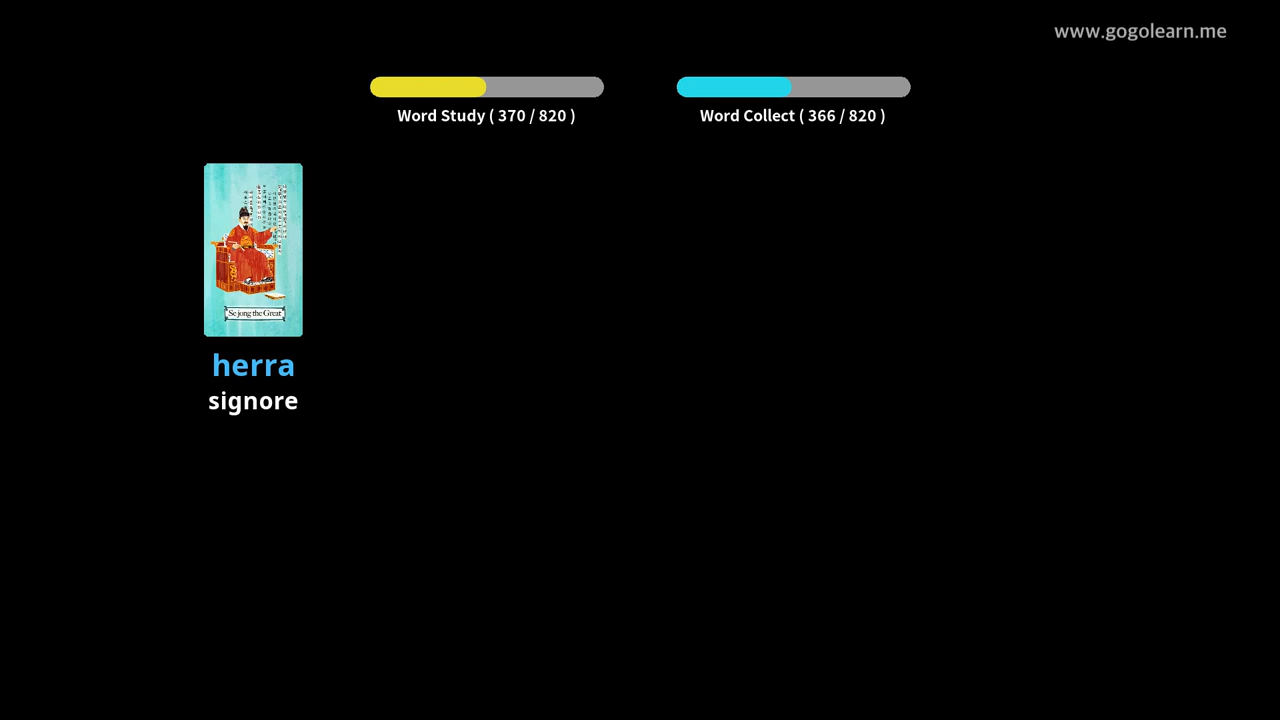 www.gogolearn.me
Word Study ( 370 / 820 )
Word Collect ( 366 / 820 )
Se jong the Great
herra
signore